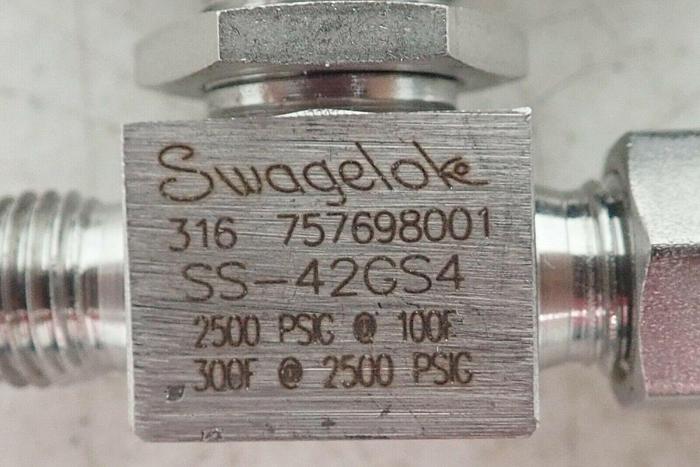 Swagelok
316 757698001
SS-42GS4
2500 PSIG @ 100F
300F @ 2500 PSIG